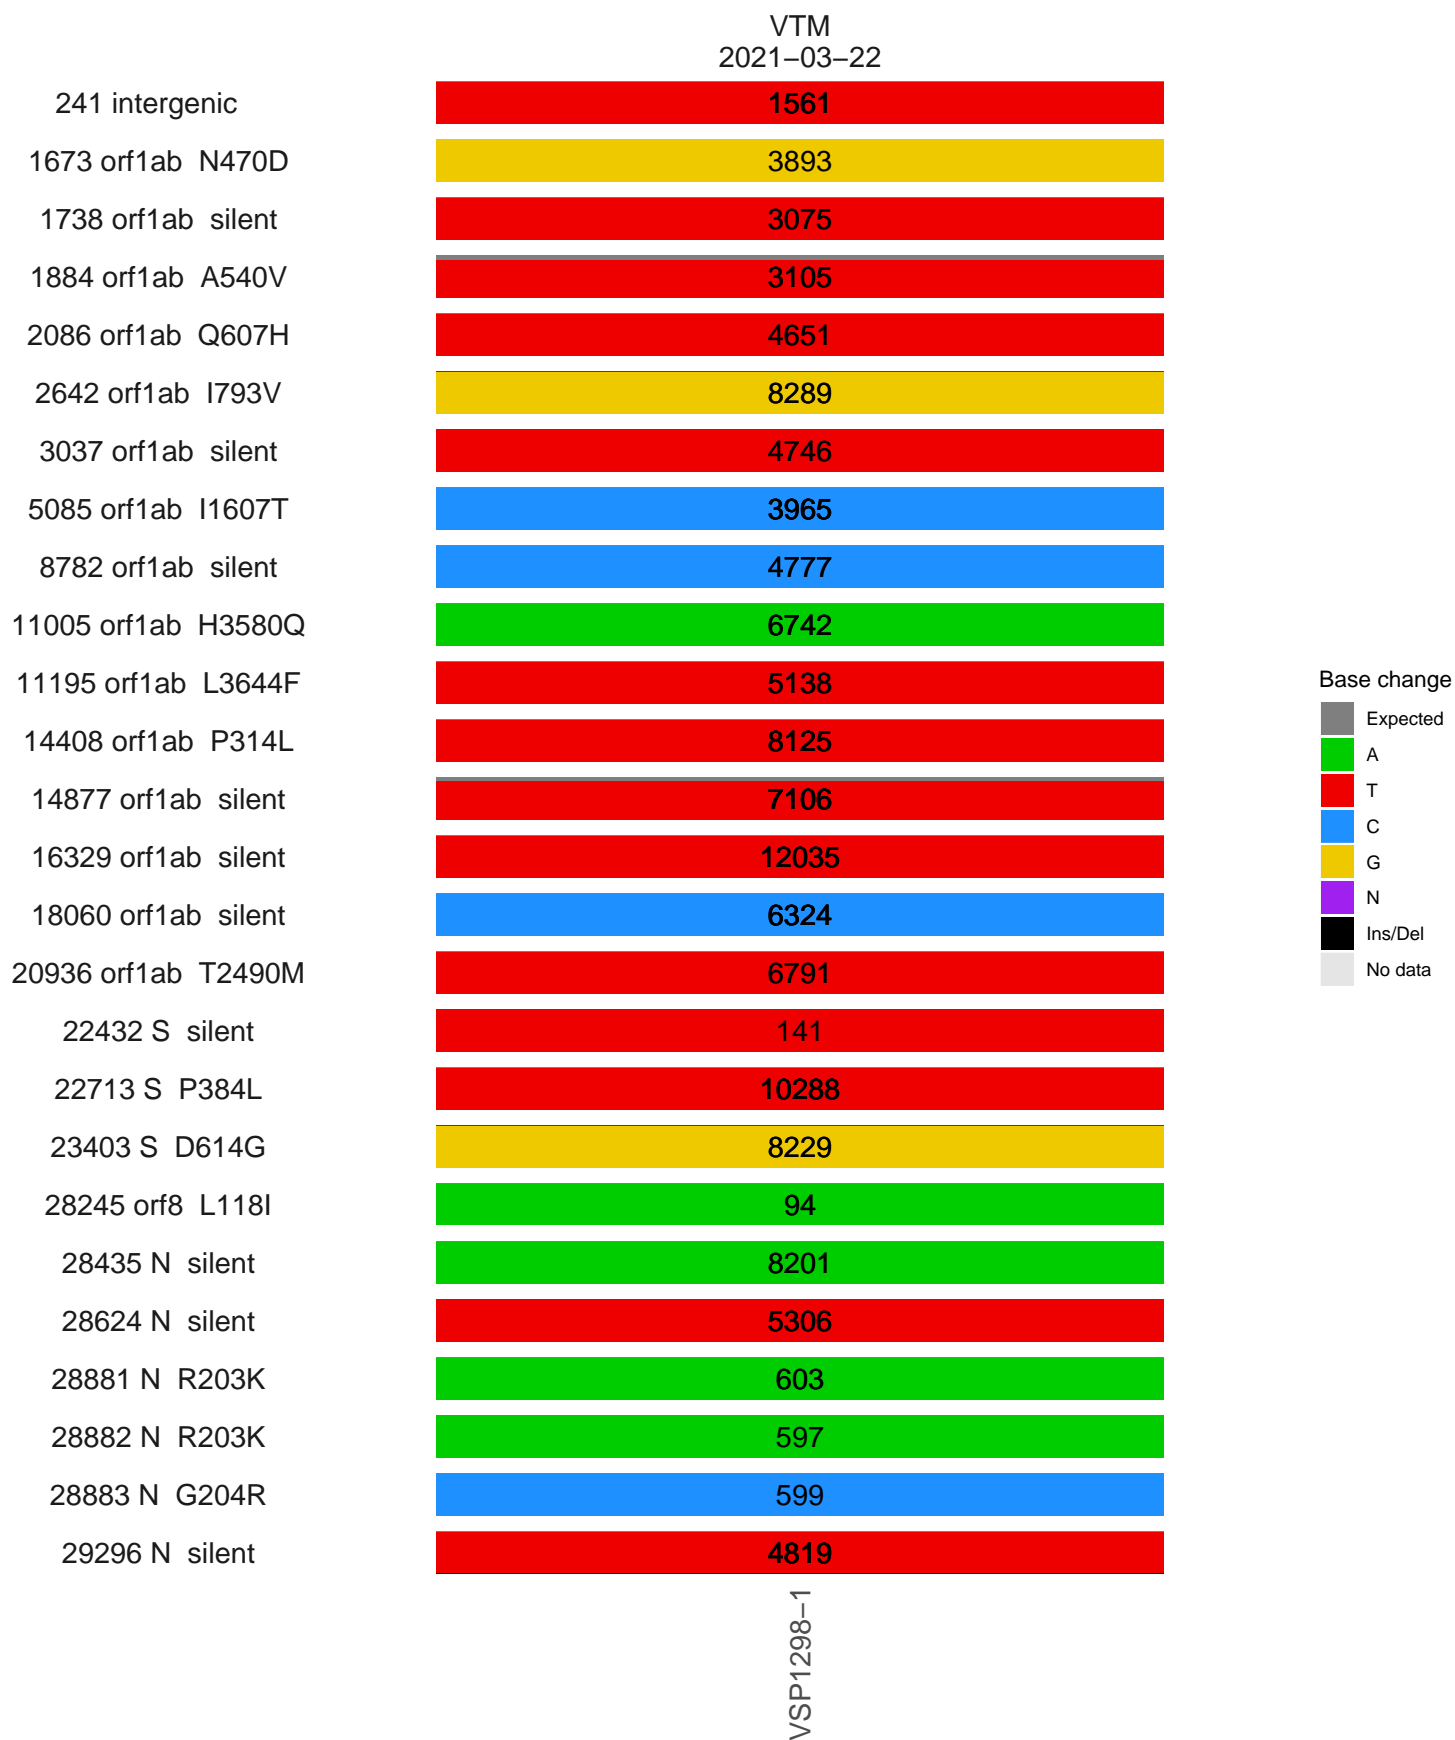 VTM
2021−03−22
241 intergenic 1561
1673 orf1ab N470D 3893
1738 orf1ab silent 3075
1884 orf1ab A540V 3105
2086 orf1ab Q607H 4651
2642 orf1ab I793V 8289
3037 orf1ab silent 4746
5085 orf1ab I1607T 3965
8782 orf1ab silent 4777
11005 orf1ab H3580Q 6742
11195 orf1ab L3644F 5138
14408 orf1ab P314L 8125
14877 orf1ab silent 7106
16329 orf1ab silent 12035
18060 orf1ab silent 6324
20936 orf1ab T2490M 6791
22432 S silent 141
22713 S P384L 10288
23403 S D614G 8229
28245 orf8 L118I 94
28435 N silent 8201
28624 N silent 5306
28881 N R203K 603
28882 N R203K 597
28883 N G204R 599
29296 N silent 4819
VSP1298−1
Base change
Expected
A
T
C
G
N
Ins/Del
No data